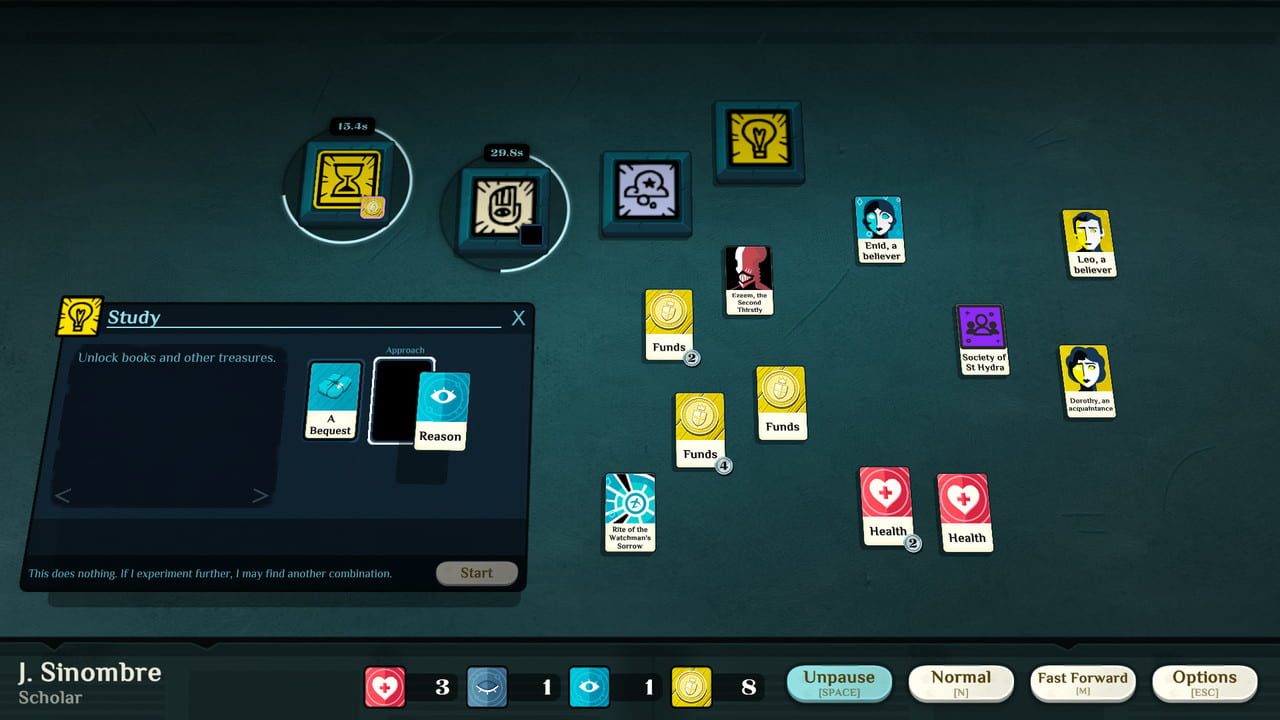 15.4s
29.8s
Enid, a
believer
Leo, a
believer
Ezeem, the
Second
Thirstly
Funds
2
Society of
St Hydra
Study
X
Unlock books and other treasures.
Approach
A
Bequest
Reason
Dorothy, an
acquaintance
Funds
Funds
4
Rite of the
Watchman's
Sorrow
Health
2
Health
This does nothing. If I experiment further, I may find another combination.
Start
J. Sinombre
Scholar
3
1
1
8
Unpause
[SPACE]
Normal
[N]
Fast Forward
[M]
Options
[ESC]